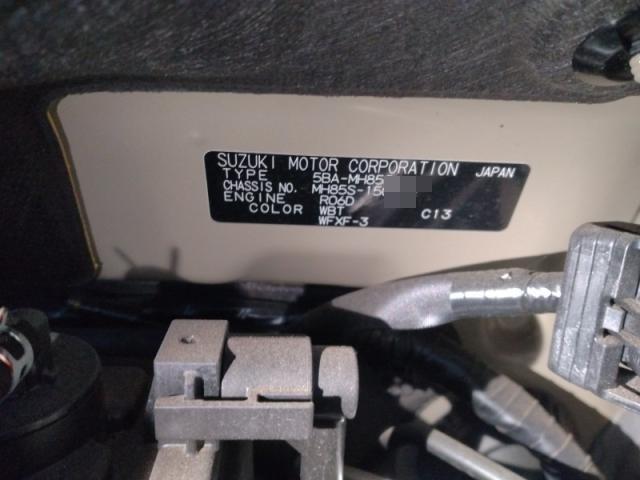 SUZUKI MOTOR CORPORATION JAPAN
TYPE 5BA-MH85
CHASSIS NO. MH85S-15
ENGINE R06D
COLOR WBT C13
WFXF-3